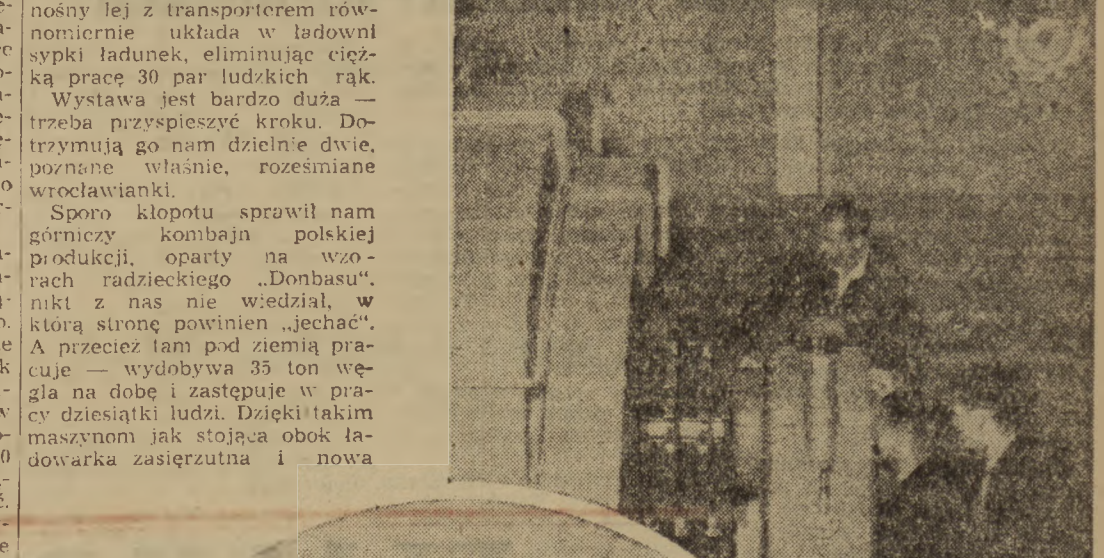 nośny lej z transporterem rów-
nomiernie układa w ładowni
sypki ładunek, eliminując cięż-
ką pracę 30 par ludzkich rąk.
Wystawa jest bardzo duża —
trzeba przyspieszyć kroku. Do-
trzymują go nam dzielnie dwie,
poznane właśnie, roześmiane
wrocławianki.
Sporo kłopotu sprawił nam
górniczy kombajn polskiej
produkcji, oparty na wzo-
rach radzieckiego „Donbasu“.
nikt z nas nie wiedział, w
którą stronę powinien „jechać“.
A przecież tam pod ziemią pra-
cuje — wydobywa 35 ton wę-
gla na dobę i zastępuje w pra-
cy dziesiątki ludzi. Dzięki takim
maszynom jak stojąca obok ła-
dowarka zasięrzutna i nowa